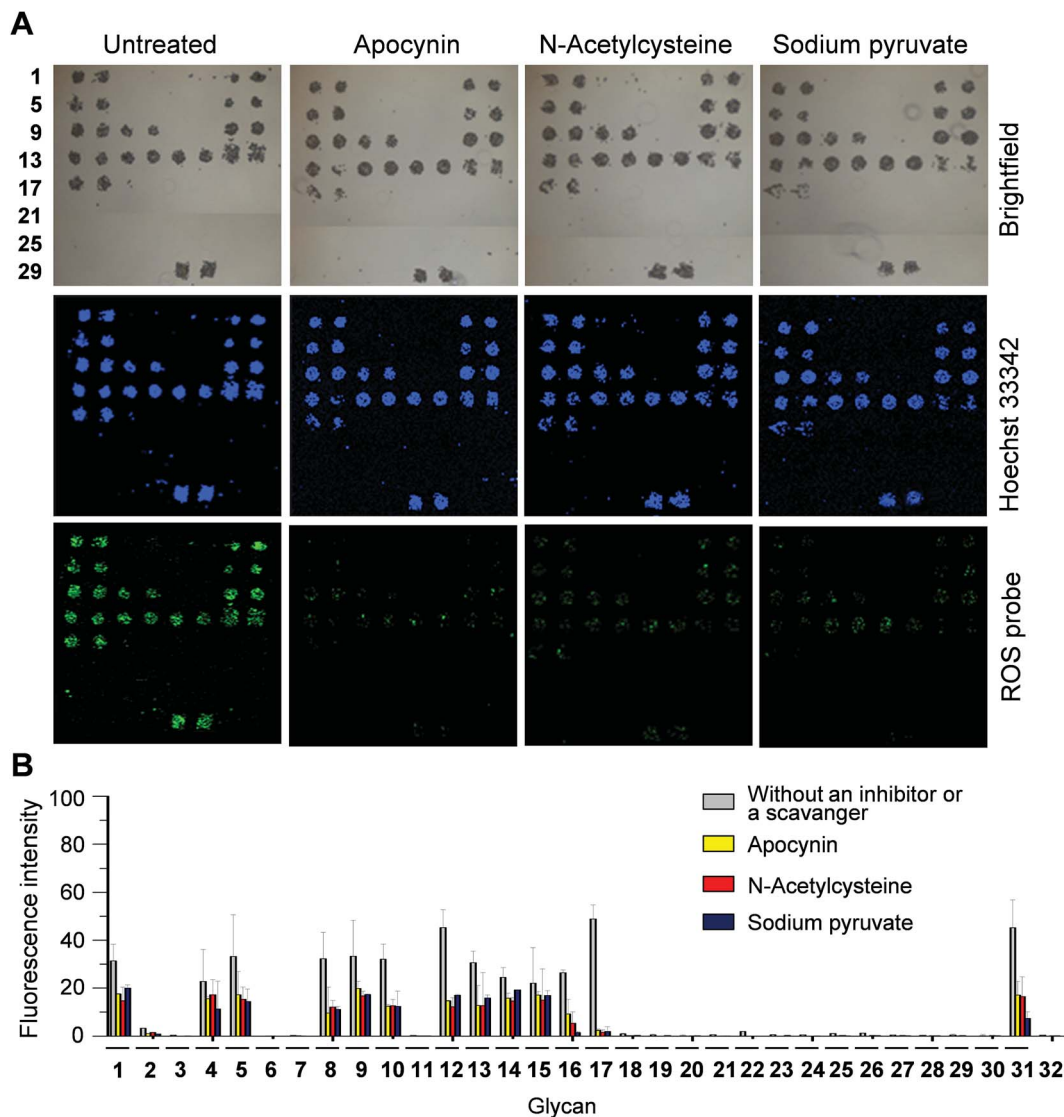 A
Untreated
Apocynin
N-Acetylcysteine
Sodium pyruvate
1
5
9
13
17
21
25
29
Brightfield
Hoechst 33342
ROS probe
B
Fluorescence intensity
100
80
60
40
20
0
Without an inhibitor or
a scavanger
Apocynin
N-Acetylcysteine
Sodium pyruvate
1 2 3 4 5 6 7 8 9 10 11 12 13 14 15 16 17 18 19 20 21 22 23 24 25 26 27 28 29 30 31 32
Glycan